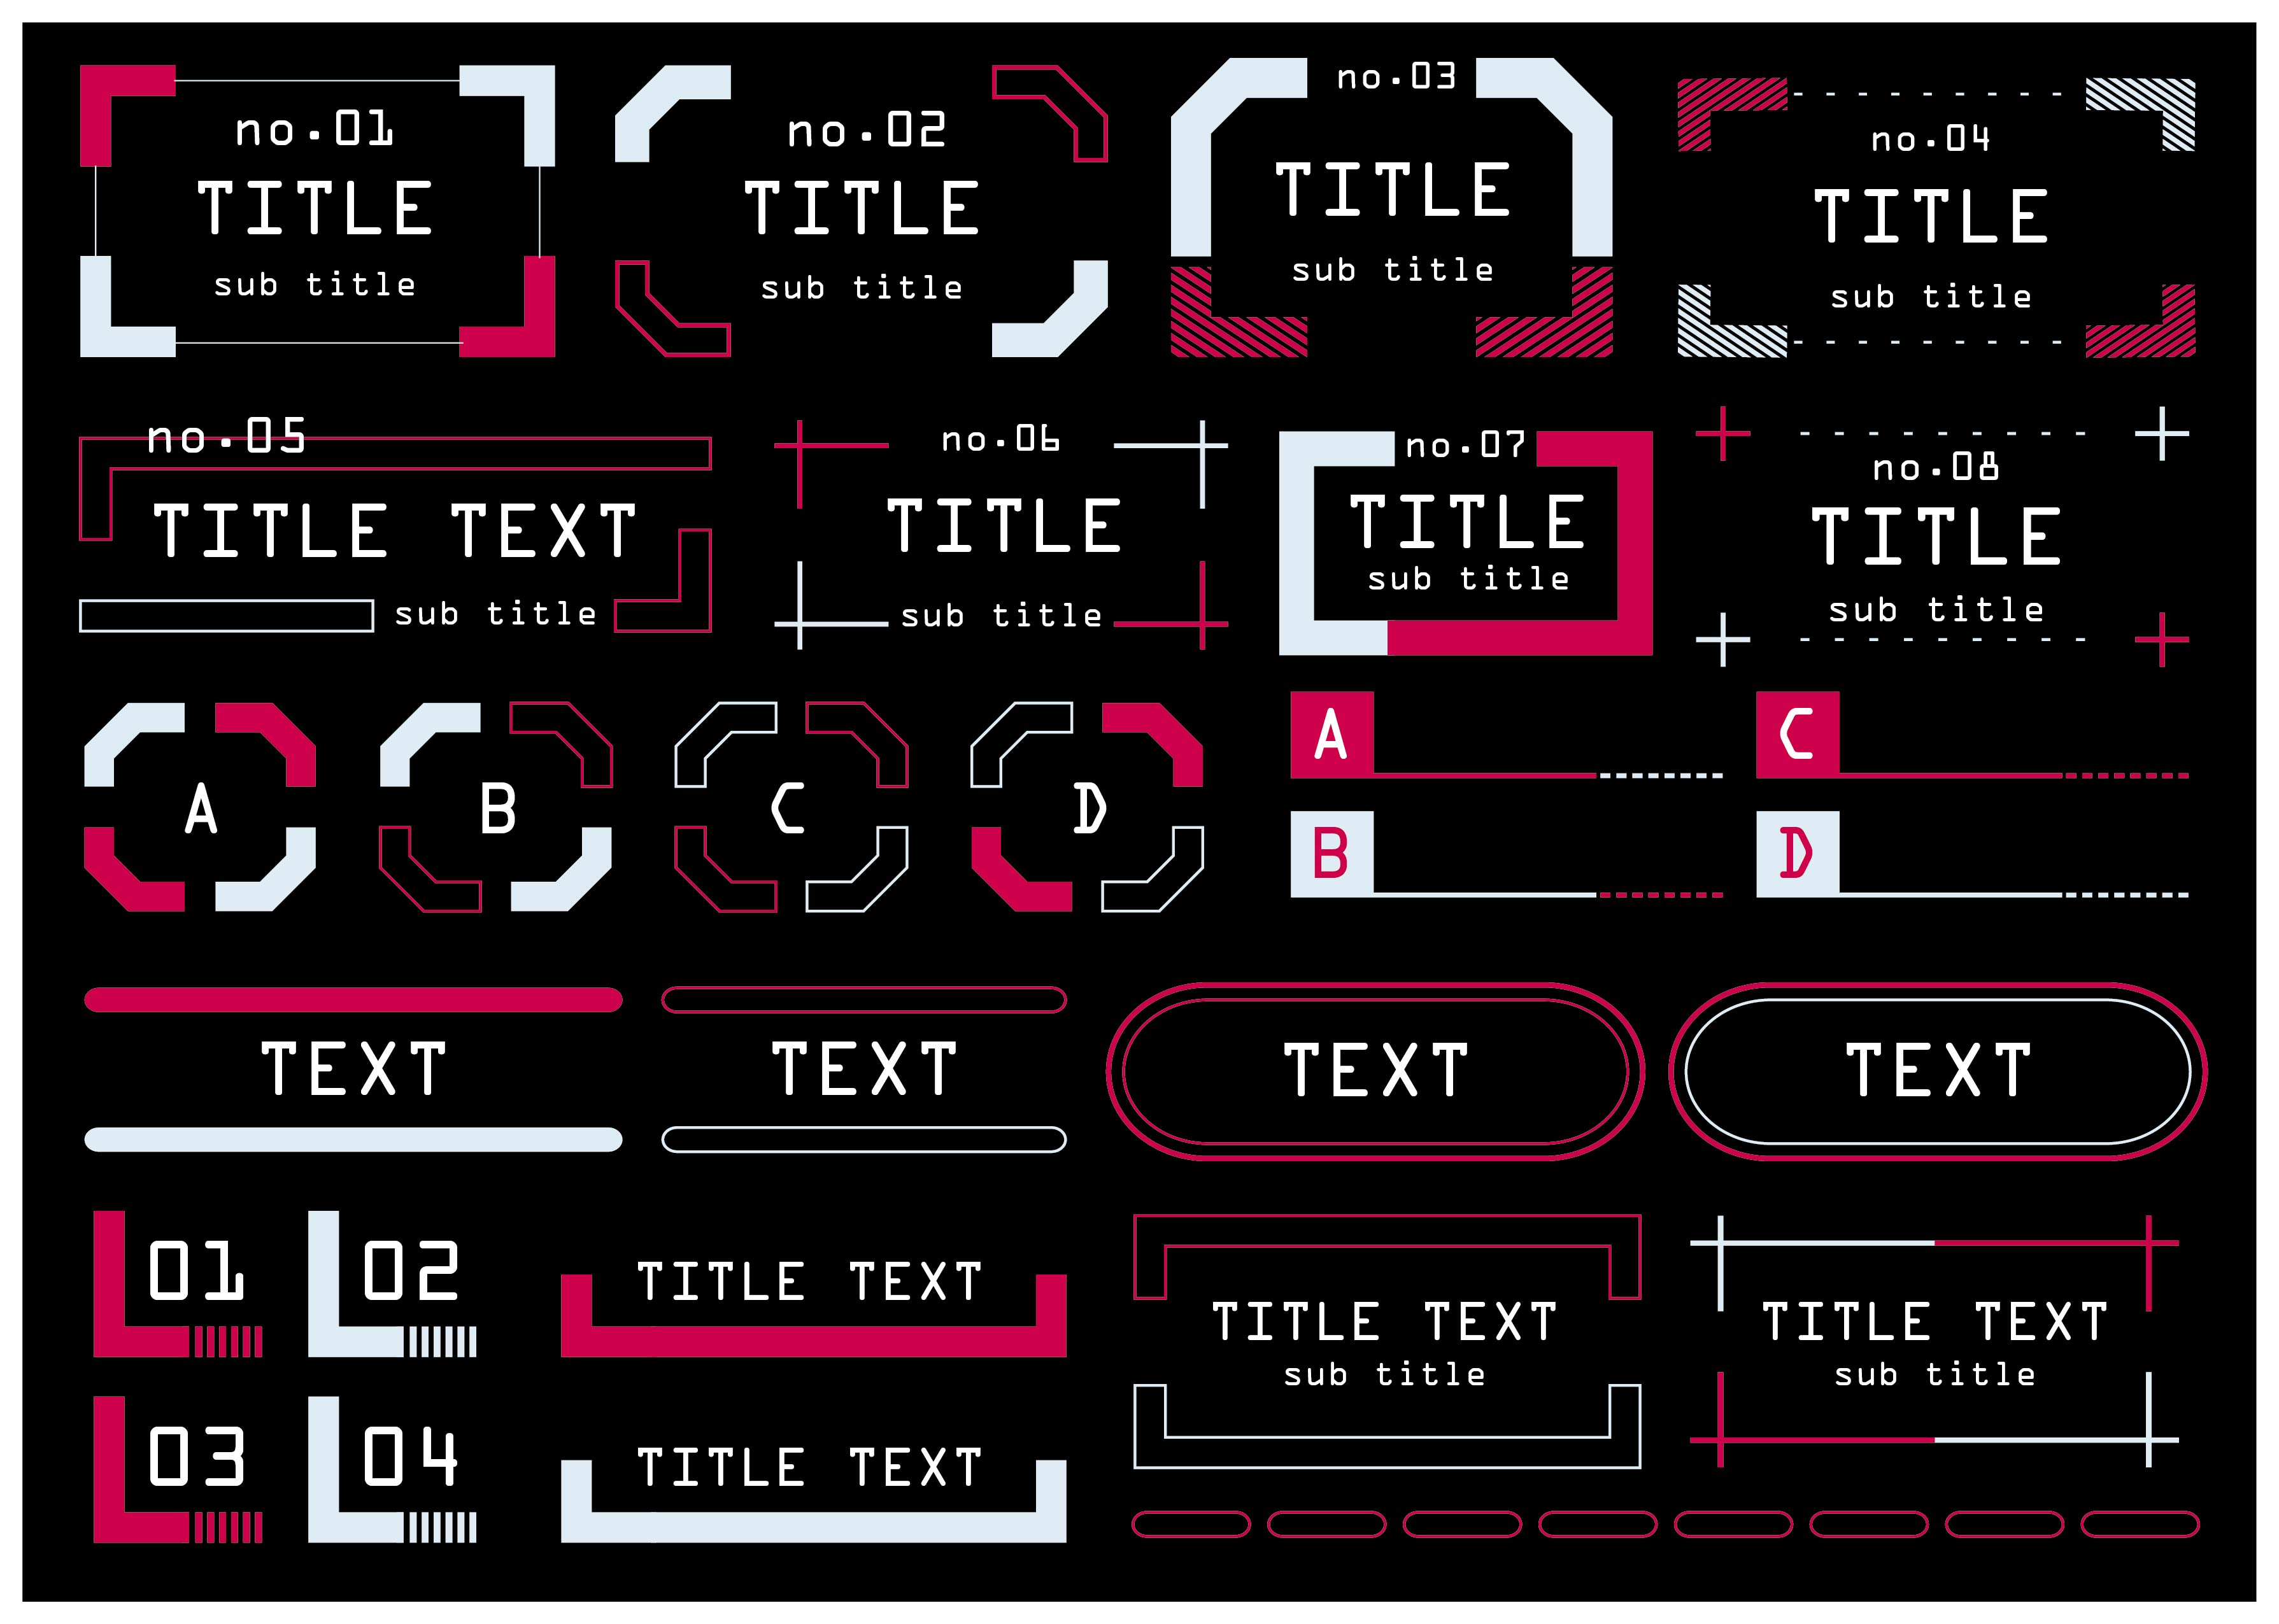 no.01
TITLE
sub title
no.02
TITLE
sub title
no.03
TITLE
sub title
no.04
TITLE
sub title
no.05
TITLE TEXT
sub title
no.06
TITLE
sub title
no.07
TITLE
sub title
no.08
TITLE
sub title
A
B
C
D
A
C
B
D
TEXT
TEXT
TEXT
TEXT
01
02
03
04
TITLE TEXT
TITLE TEXT
TITLE TEXT
sub title
TITLE TEXT
sub title